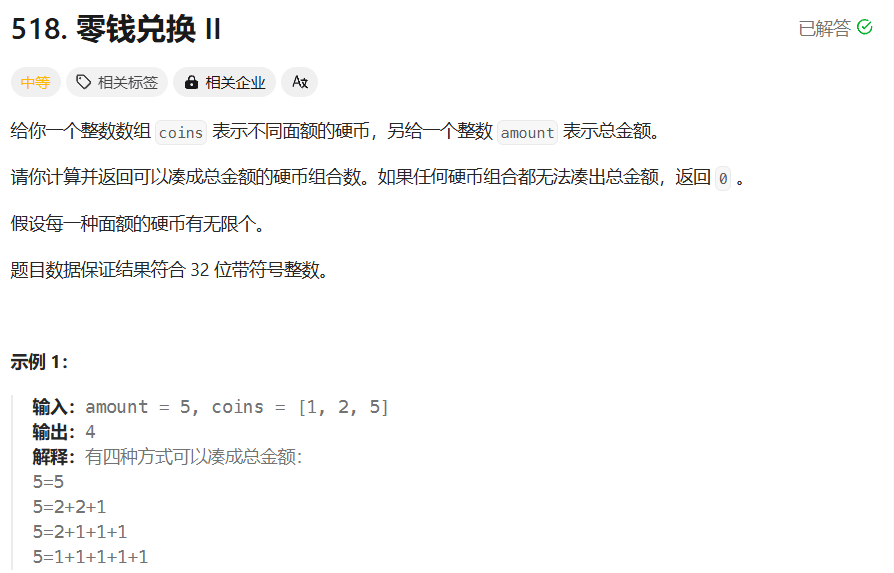 518. 零钱兑换 II
已解答
中等
相关标签
相关企业
给你一个整数数组 coins 表示不同面额的硬币，另给一个整数 amount 表示总金额。
请你计算并返回可以凑成总金额的硬币组合数。如果任何硬币组合都无法凑出总金额，返回 0 。
假设每一种面额的硬币有无限个。
题目数据保证结果符合 32 位带符号整数。
示例 1：
输入：amount = 5, coins = [1, 2, 5]
输出：4
解释：有四种方式可以凑成总金额：
5=5
5=2+2+1
5=2+1+1+1
5=1+1+1+1+1